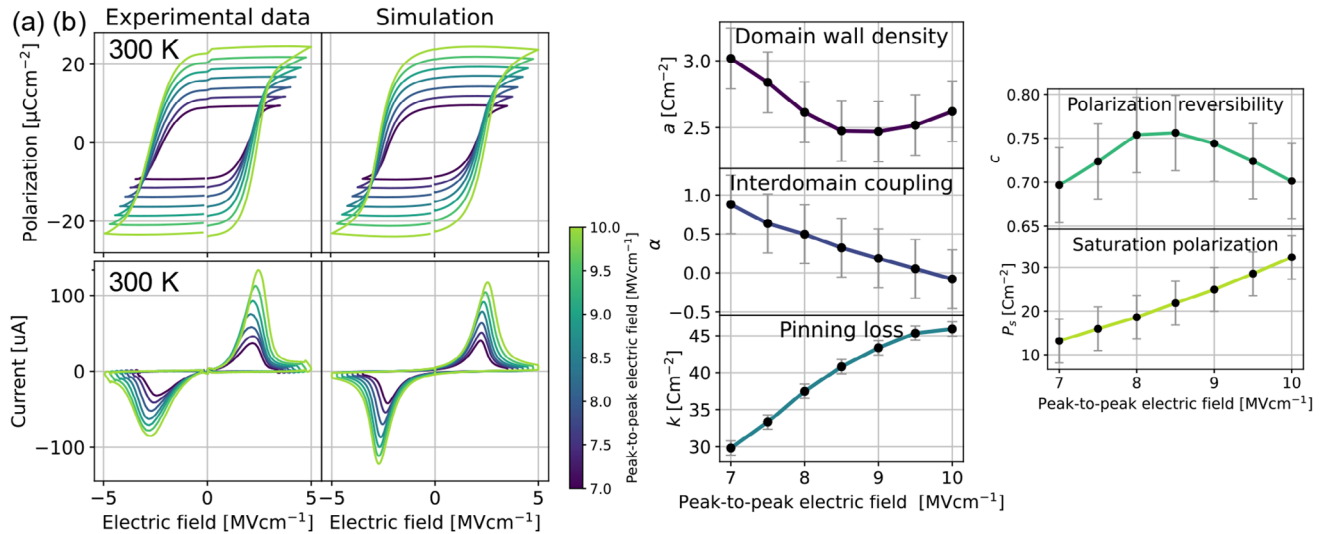 (a) (b)
Experimental data
Simulation
300 K
20
0
−20
Polarization [μCcm⁻²]
300 K
100
0
−100
Current [uA]
−5
0
5
−5
0
5
Electric field [MVcm⁻¹]
Electric field [MVcm⁻¹]
10.0
9.5
9.0
8.5
8.0
7.5
7.0
Peak-to-peak electric field [MVcm⁻¹]
Domain wall density
3.0
2.5
a [Cm⁻²]
Interdomain coupling
1.0
0.5
0.0
−0.5
α
Pinning loss
45
40
35
30
k [Cm⁻²]
7
8
9
10
Peak-to-peak electric field [MVcm⁻¹]
Polarization reversibility
0.80
0.75
0.70
0.65
c
Saturation polarization
30
20
10
Pₛ [Cm⁻²]
7
8
9
10
Peak-to-peak electric field [MVcm⁻¹]